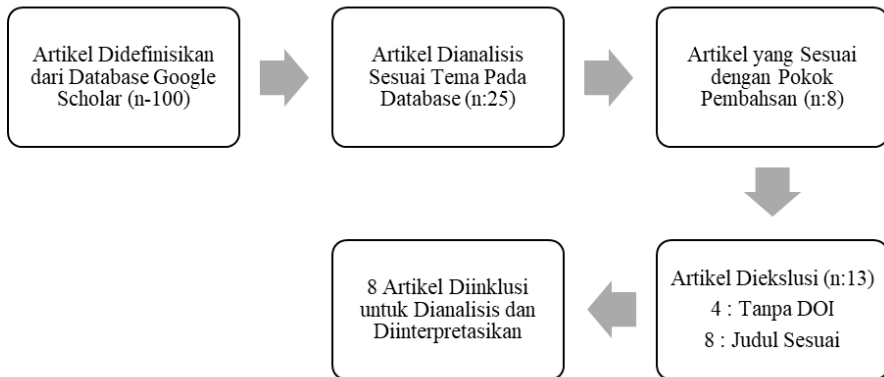 Artikel Didefinisikan
dari Database Google
Scholar (n-100)
Artikel Dianalisis
Sesuai Tema Pada
Database (n:25)
Artikel yang Sesuai
dengan Pokok
Pembahsan (n:8)
Artikel Diekslusi (n:13)
4 : Tanpa DOI
8 : Judul Sesuai
8 Artikel Diinklusi
untuk Dianalisis dan
Diinterpretasikan